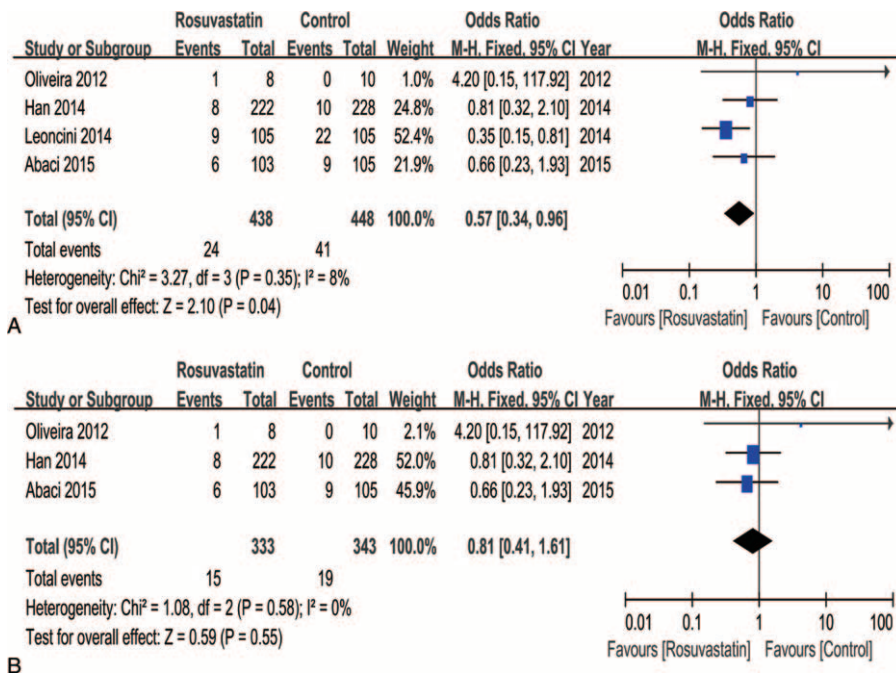 Rosuvastatin Control Odds Ratio Odds Ratio
Study or Subgroup Events Total Events Total Weight M-H, Fixed, 95% CI Year M-H, Fixed, 95% CI
Oliveira 2012 1 8 0 10 1.0% 4.20 [0.15, 117.92] 2012
Han 2014 8 222 10 228 24.8% 0.81 [0.32, 2.10] 2014
Leoncini 2014 9 105 22 105 52.4% 0.35 [0.15, 0.81] 2014
Abaci 2015 6 103 9 105 21.9% 0.66 [0.23, 1.93] 2015
Total (95% CI) 438 448 100.0% 0.57 [0.34, 0.96]
Total events 24 41
Heterogeneity: Chi² = 3.27, df = 3 (P = 0.35); I² = 8%
Test for overall effect: Z = 2.10 (P = 0.04)
0.01 0.1 1 10 100
Favours [Rosuvastatin] Favours [Control]
A
Rosuvastatin Control Odds Ratio Odds Ratio
Study or Subgroup Events Total Events Total Weight M-H, Fixed, 95% CI Year M-H, Fixed, 95% CI
Oliveira 2012 1 8 0 10 2.1% 4.20 [0.15, 117.92] 2012
Han 2014 8 222 10 228 52.0% 0.81 [0.32, 2.10] 2014
Abaci 2015 6 103 9 105 45.9% 0.66 [0.23, 1.93] 2015
Total (95% CI) 333 343 100.0% 0.81 [0.41, 1.61]
Total events 15 19
Heterogeneity: Chi² = 1.08, df = 2 (P = 0.58); I² = 0%
Test for overall effect: Z = 0.59 (P = 0.55)
0.01 0.1 1 10 100
Favours [Rosuvastatin] Favours [Control]
B